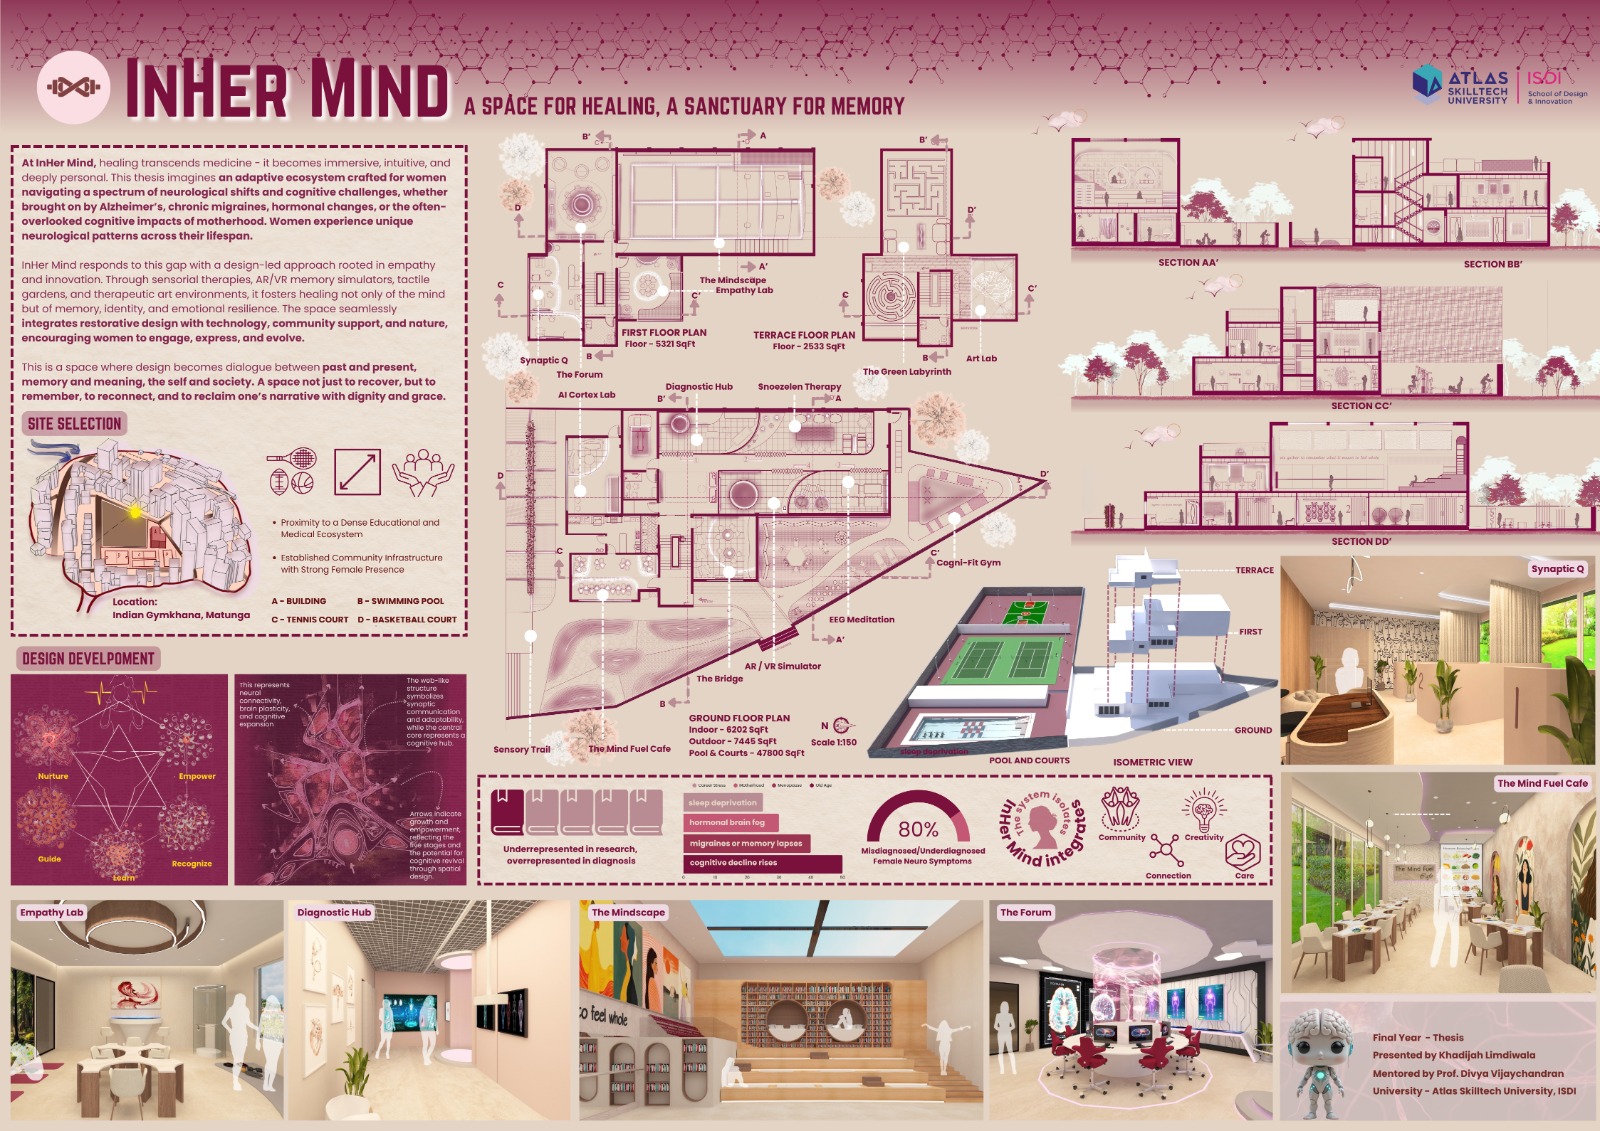 InHer Mind
A SPACE FOR HEALING, A SANCTUARY FOR MEMORY
ATLAS
SKILLTECH
UNIVERSITY
ISDI
School of Design
& Innovation
At InHer Mind, healing transcends medicine - it becomes immersive, intuitive, and
deeply personal. This thesis imagines an adaptive ecosystem crafted for women
navigating a spectrum of neurological shifts and cognitive challenges, whether
brought on by Alzheimer's, chronic migraines, hormonal changes, or the often-
overlooked cognitive impacts of motherhood. Women experience unique
neurological patterns across their lifespan.
InHer Mind responds to this gap with a design-led approach rooted in empathy
and innovation. Through sensorial therapies, AR/VR memory simulators, tactile
gardens, and therapeutic art environments, it fosters healing not only of the mind
but of memory, identity, and emotional resilience. The space seamlessly
integrates restorative design with technology, community support, and nature,
encouraging women to engage, express, and evolve.
This is a space where design becomes dialogue between past and present,
memory and meaning, the self and society. A space not just to recover, but to
remember, to reconnect, and to reclaim one's narrative with dignity and grace.
SITE SELECTION
• Proximity to a Dense Educational and
Medical Ecosystem
• Established Community Infrastructure
with Strong Female Presence
Location:
Indian Gymkhana, Matunga
A - BUILDING
B - SWIMMING POOL
C - TENNIS COURT
D - BASKETBALL COURT
DESIGN DEVELPOMENT
Nurture
Empower
Guide
Learn
Recognize
This represents
neural
connectivity,
brain plasticity,
and cognitive
expansion.
The web-like
structure
symbolizes
synaptic
communication
and adaptability,
while the central
core represents a
cognitive hub.
Arrows indicate
growth and
empowerment,
reflecting the
five stages and
the potential for
cognitive revival
through spatial
design.
B'
A
D
C
A'
C'
B
The Mindscape
Empathy Lab
FIRST FLOOR PLAN
Floor - 5321 SqFt
Synaptic Q
The Forum
B'
D'
C
C'
B
TERRACE FLOOR PLAN
Floor - 2533 SqFt
Art Lab
The Green Labyrinth
AI Cortex Lab
Diagnostic Hub
Snoezelen Therapy
B'
A
D
D'
C
C'
Cogni-Fit Gym
EEG Meditation
A'
AR / VR Simulator
The Bridge
B
Sensory Trail
The Mind Fuel Cafe
GROUND FLOOR PLAN
Indoor - 6202 SqFt
Outdoor - 7445 SqFt
Pool & Courts - 47800 SqFt
N
Scale 1:150
SECTION AA'
SECTION BB'
SECTION CC'
SECTION DD'
1
2
3
TERRACE
FIRST
GROUND
sleep deprivation
POOL AND COURTS
ISOMETRIC VIEW
Underrepresented in research,
overrepresented in diagnosis
Career Stress
Motherhood
Menopause
Old Age
sleep deprivation
hormonal brain fog
migraines or memory lapses
cognitive decline rises
80%
Misdiagnosed/Underdiagnosed
Female Neuro Symptoms
The system isolates
InHer Mind integrates
Community
Creativity
Connection
Care
Synaptic Q
The Mind Fuel Cafe
The Mind Fuel
Empathy Lab
Diagnostic Hub
The Mindscape
to feel whole
The Forum
Final Year - Thesis
Presented by Khadijah Limdiwala
Mentored by Prof. Divya Vijaychandran
University - Atlas Skilltech University, ISDI